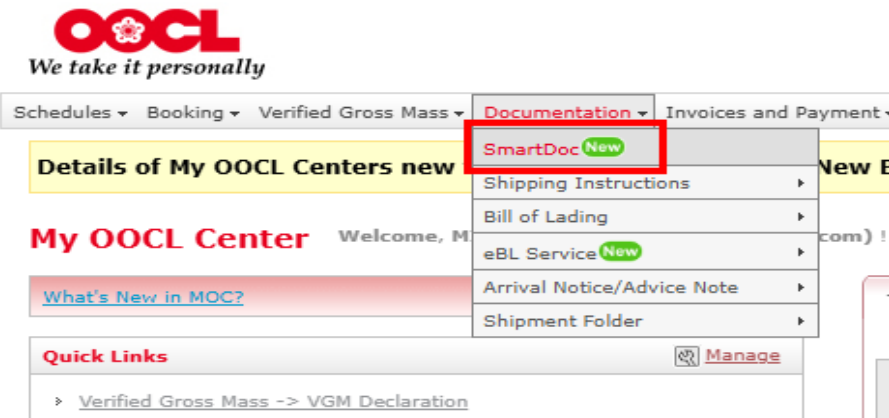 OOCL
We take it personally
Schedules Booking Verified Gross Mass Documentation Invoices and Payment
SmartDoc New
Details of My OOCL Centers new New
Shipping Instructions
Bill of Lading
My OOCL Center Welcome, com) !
eBL Service New
Arrival Notice/Advice Note
What's New in MOC?
Shipment Folder
Quick Links Manage
Verified Gross Mass -> VGM Declaration